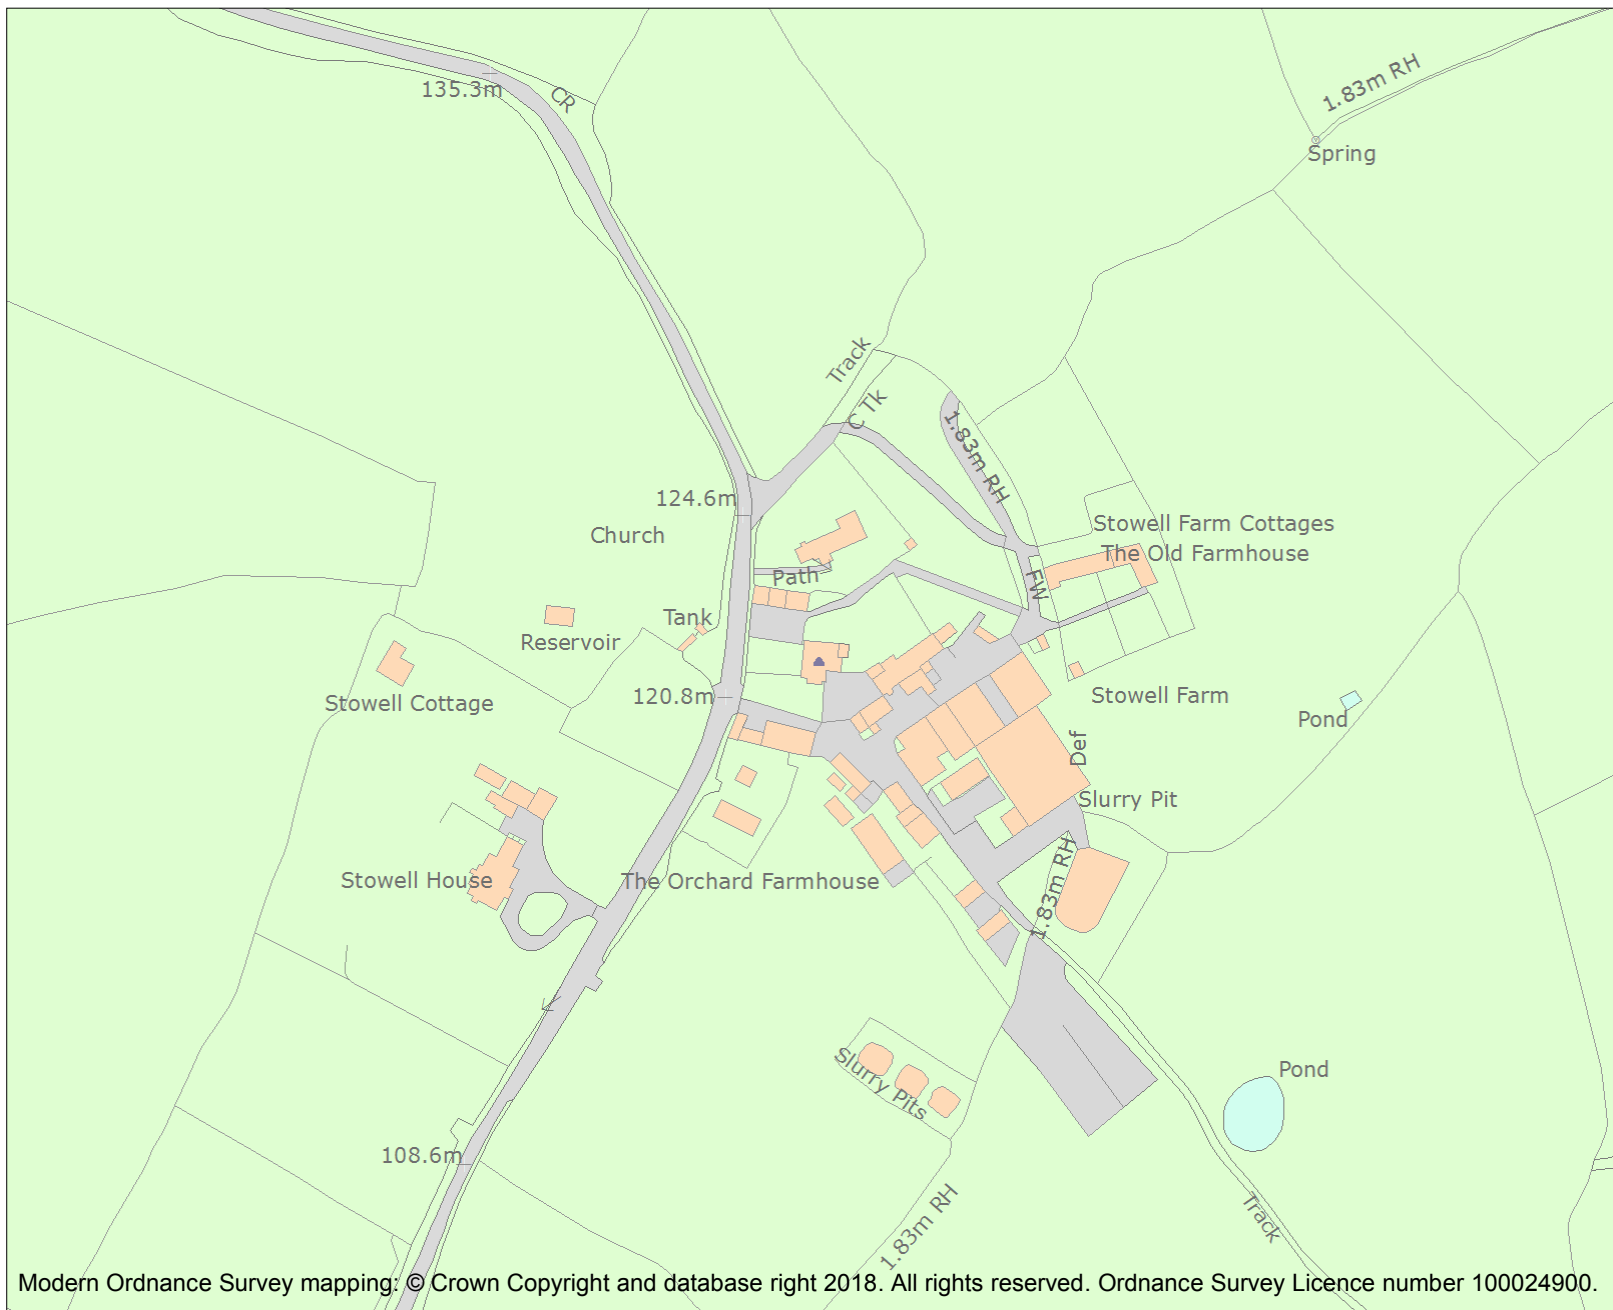 135.3m
CR
1.83m RH
Spring
Track
C Tk
1.83m RH
124.6m
Church
Stowell Farm Cottages
The Old Farmhouse
Path
FW
Tank
Reservoir
Stowell Cottage
120.8m
Stowell Farm
Pond
Def
Slurry Pit
Stowell House
The Orchard Farmhouse
1.83m RH
Slurry Pits
Pond
108.6m
1.83m RH
Track
Modern Ordnance Survey mapping: © Crown Copyright and database right 2018. All rights reserved. Ordnance Survey Licence number 100024900.